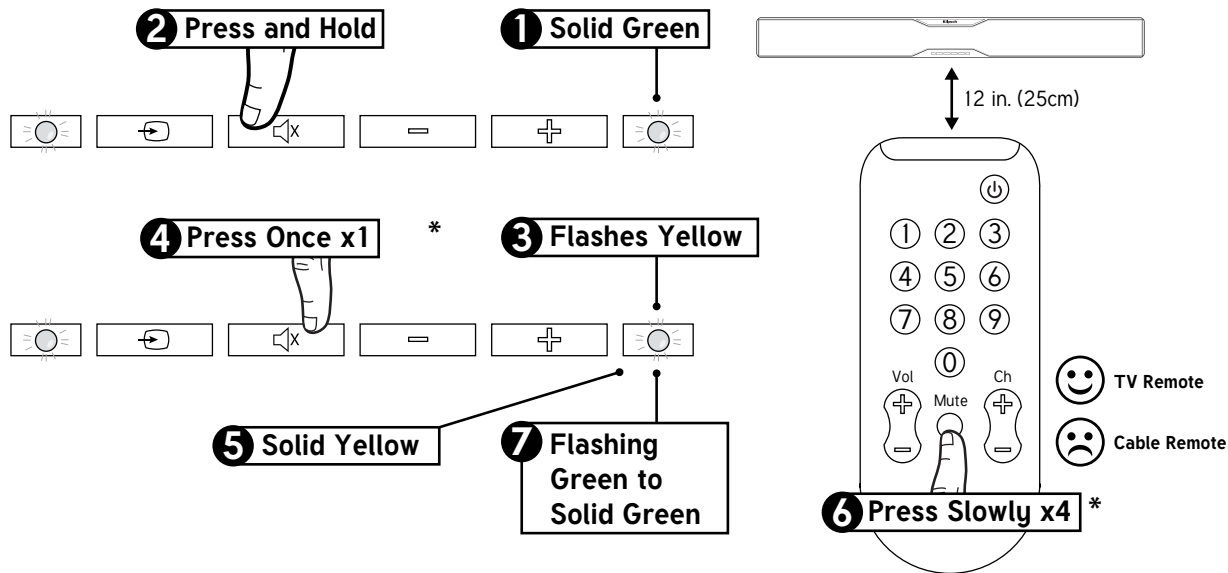 2 Press and Hold
1 Solid Green
Klipsch
12 in. (25cm)
4 Press Once x1 *
3 Flashes Yellow
5 Solid Yellow
7 Flashing
Green to
Solid Green
1 2 3
4 5 6
7 8 9
0
Vol
Mute
Ch
TV Remote
Cable Remote
6 Press Slowly x4 *